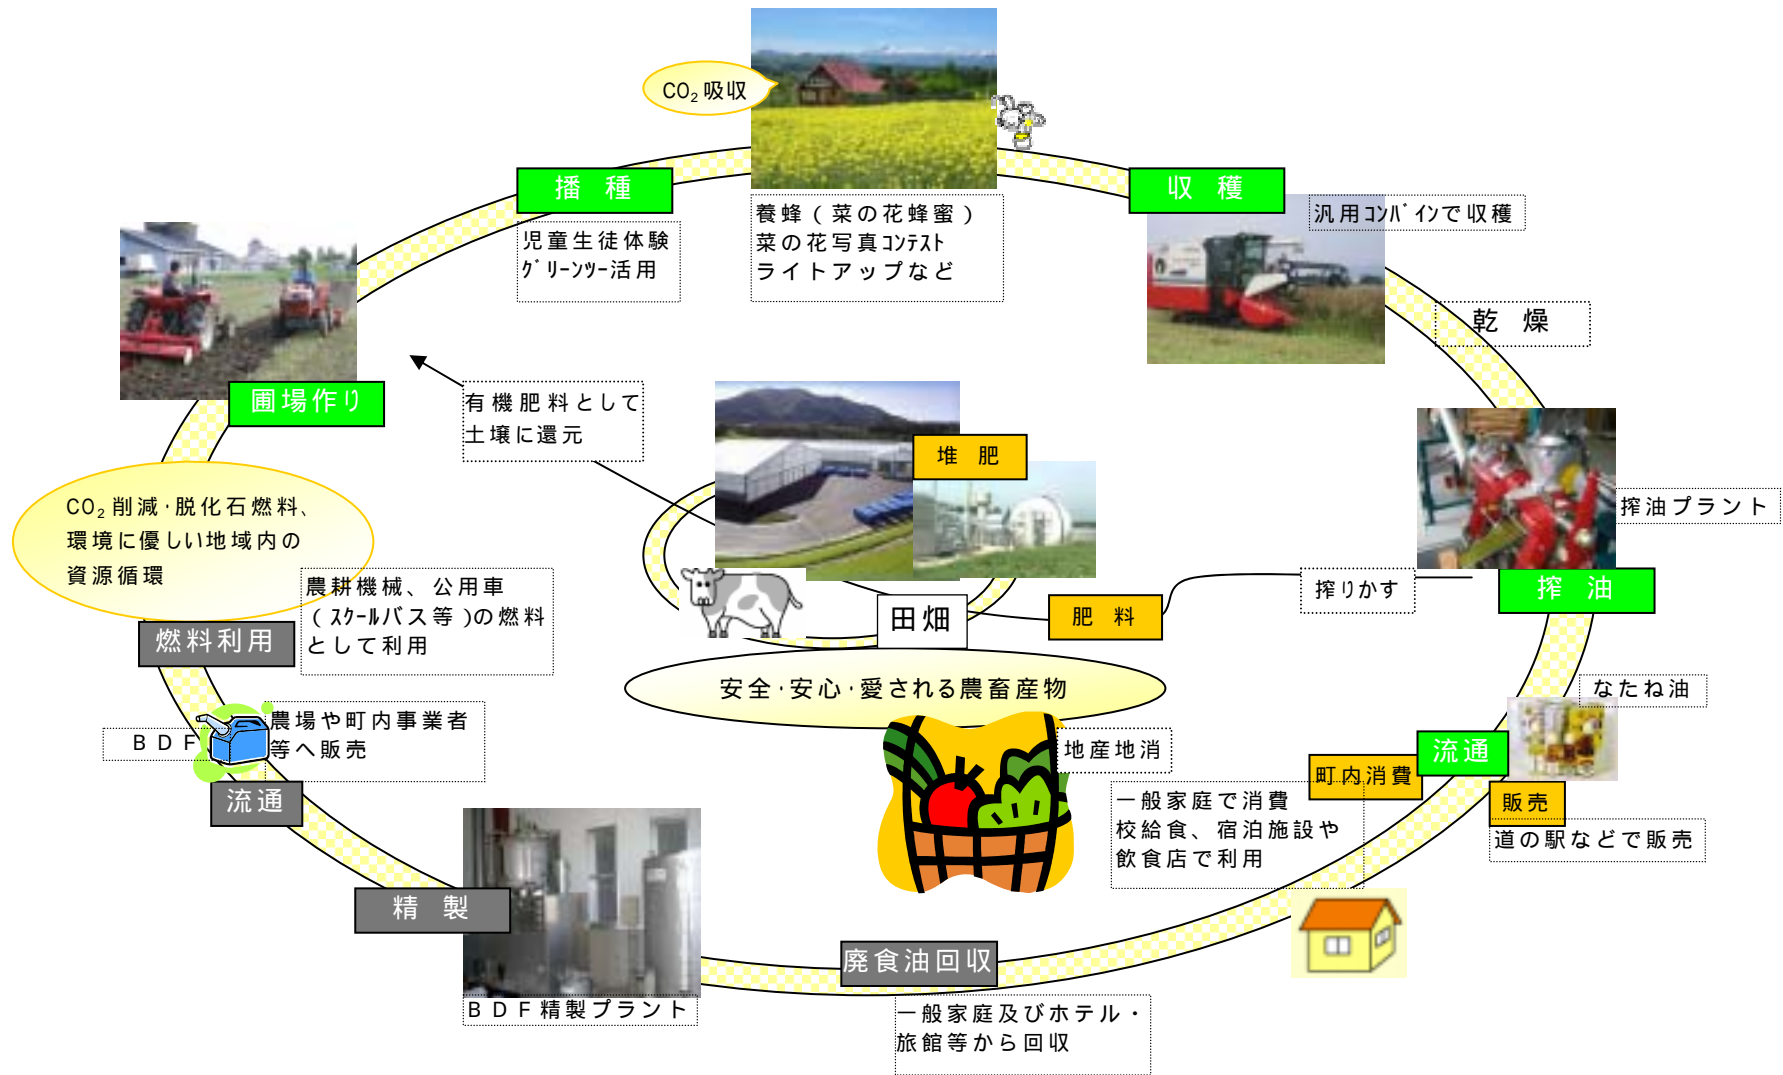 CO₂吸収
播種
児童生徒体験
グリーンツー活用
養蜂(菜の花蜂蜜)
菜の花写真コンテスト
ライトアップなど
収穫
汎用コンバインで収穫
乾燥
圃場作り
有機肥料として
土壌に還元
堆肥
搾油プラント
CO₂削減・脱化石燃料、
環境に優しい地域内の
資源循環
農耕機械、公用車
(スクールバス等)の燃料
として利用
燃料利用
田畑
肥料
搾りかす
搾油
安全・安心・愛される農畜産物
なたね油
BDF
農場や町内事業者
等へ販売
流通
地産地消
流通
町内消費
販売
道の駅などで販売
一般家庭で消費
校給食、宿泊施設や
飲食店で利用
精製
BDF精製プラント
廃食油回収
一般家庭及びホテル・
旅館等から回収